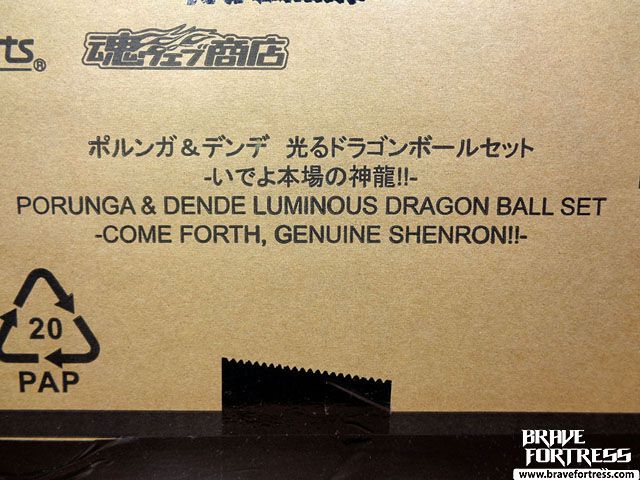 ts®
魂ウェブ商店
ポルンガ＆デンデ 光るドラゴンボールセット
-いでよ本場の神龍!!-
PORUNGA & DENDE LUMINOUS DRAGON BALL SET
-COME FORTH, GENUINE SHENRON!!-
20
PAP
BRAVE
FORTRESS
www.bravefortress.com